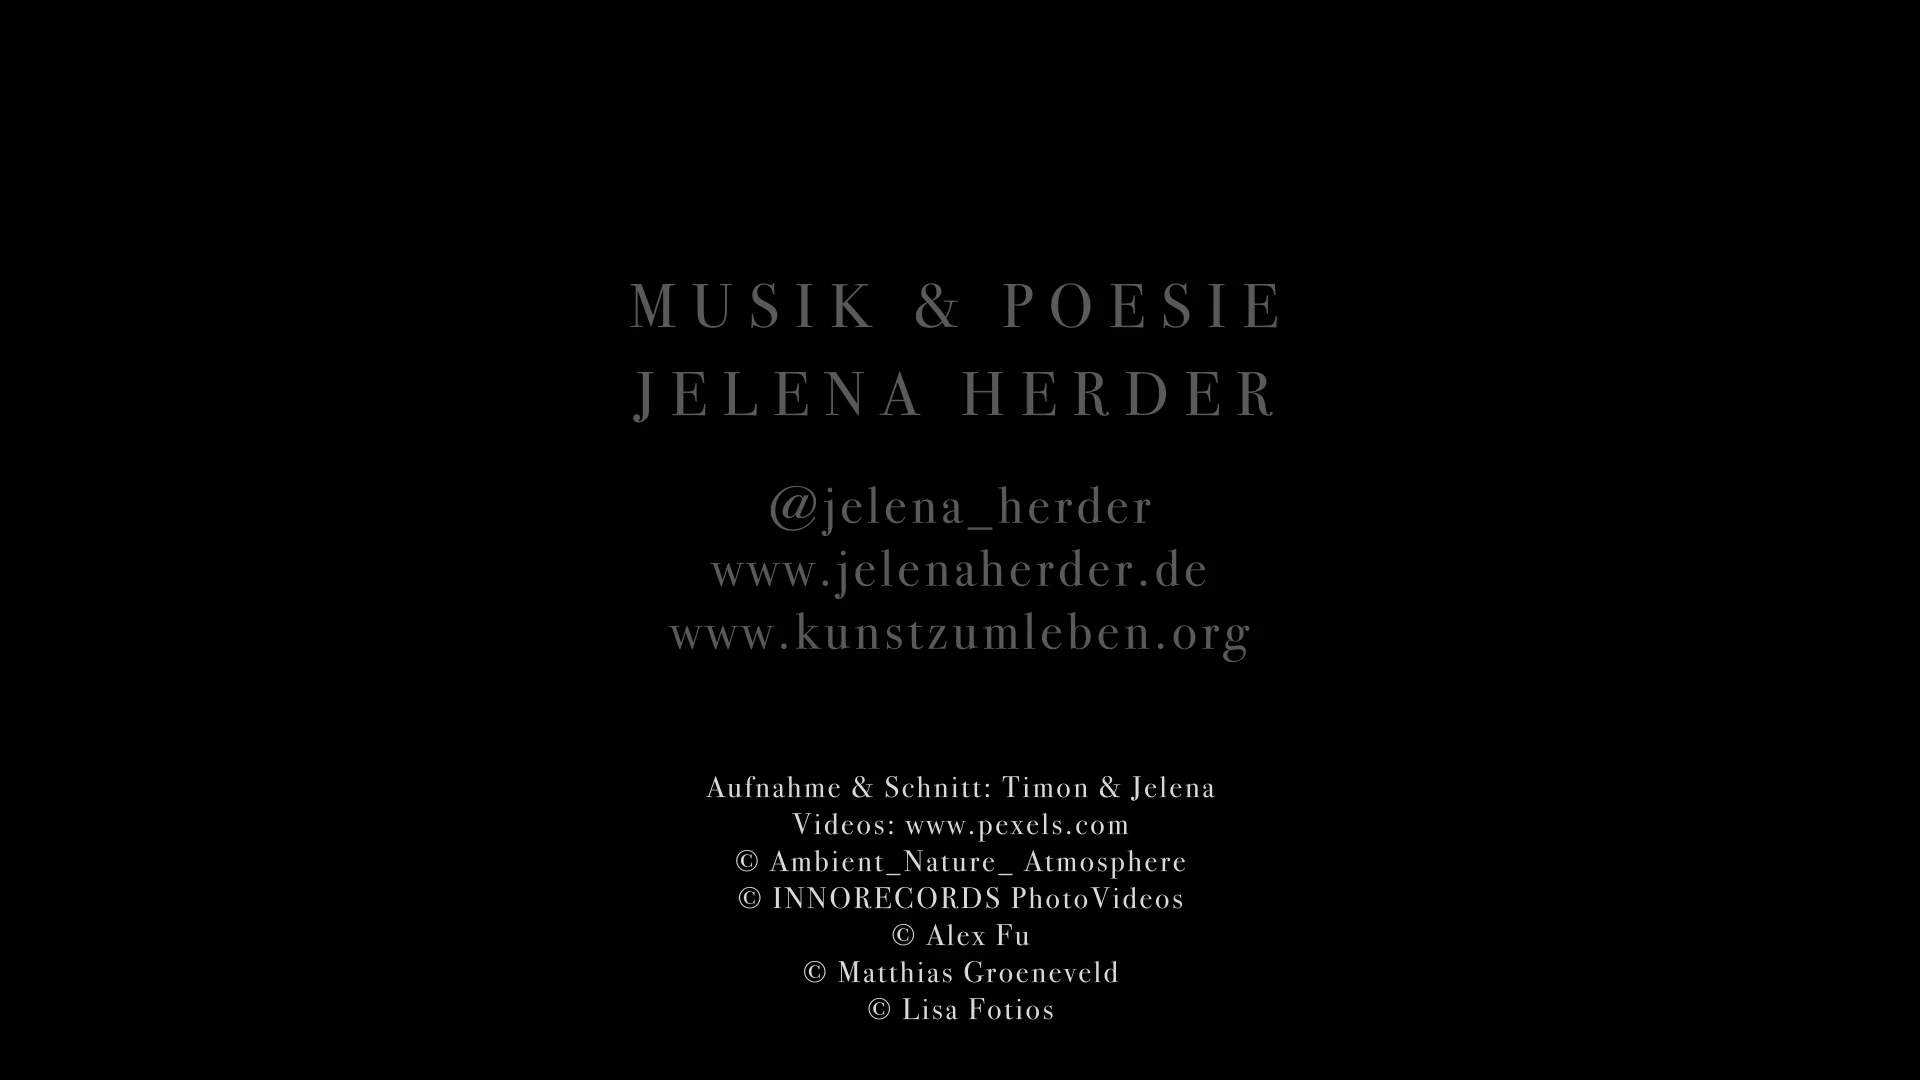 MUSIK & POESIE
JELENA HERDER
@jelena_herder
www.jelenaherder.de
www.kunstzumleben.org
Aufnahme & Schnitt: Timon & Jelena
Videos: www.pexels.com
© Ambient_Nature_ Atmosphere
© INNORECORDS PhotoVideos
© Alex Fu
© Matthias Groeneveld
© Lisa Fotios